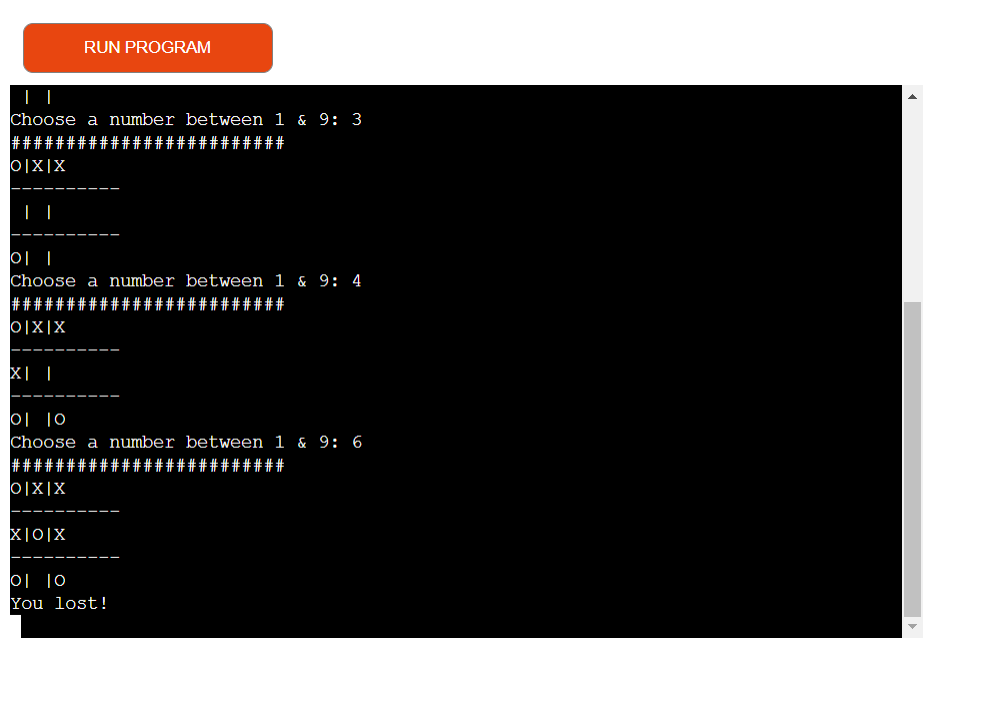 RUN PROGRAM
 | |
Choose a number between 1 & 9: 3
#########################
O|X|X
----------
 | |
----------
O| |
Choose a number between 1 & 9: 4
#########################
O|X|X
----------
X| |
----------
O| |O
Choose a number between 1 & 9: 6
#########################
O|X|X
----------
X|O|X
----------
O| |O
You lost!